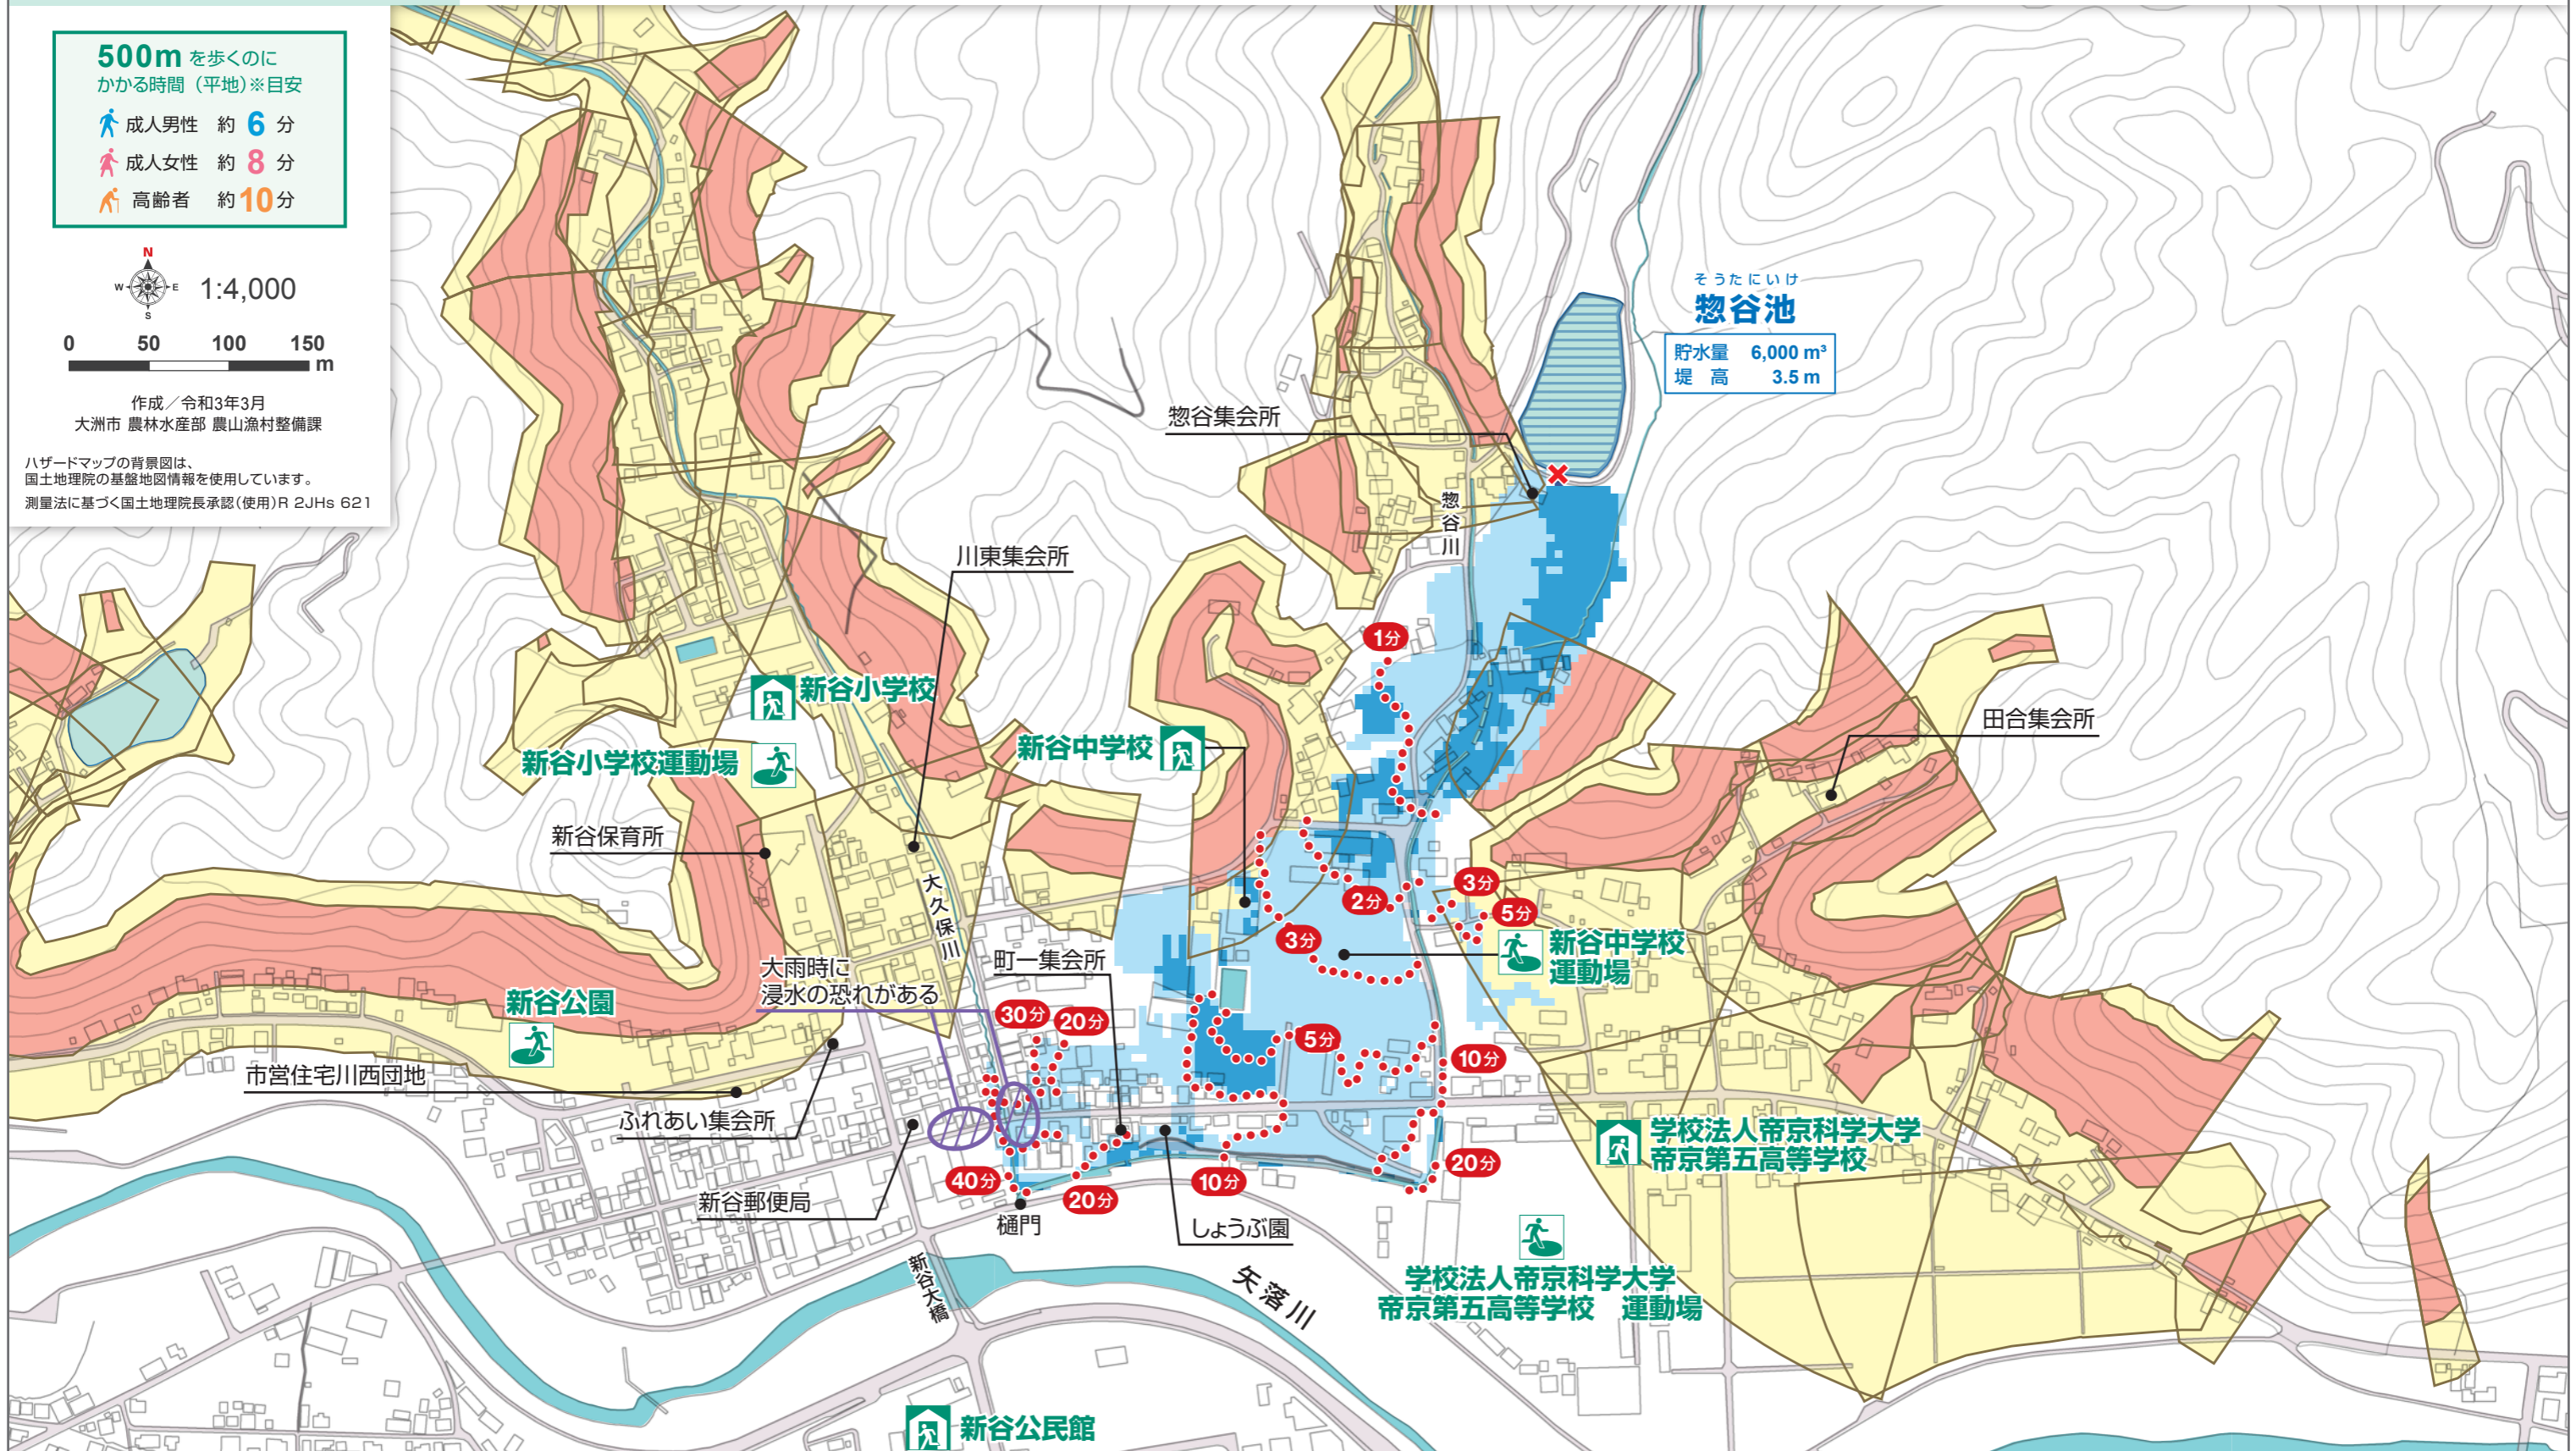 500m を歩くのに
かかる時間（平地）※目安
成人男性 約 6 分
成人女性 約 8 分
高齢者 約 10 分
N
W E
S
1:4,000
0 50 100 150
m
作成／令和3年3月
大洲市 農林水産部 農山漁村整備課
ハザードマップの背景図は、
国土地理院の基盤地図情報を使用しています。
測量法に基づく国土地理院長承認（使用）R 2JHs 621
そうたにいけ
惣谷池
貯水量 6,000 m³
堤 高 3.5 m
惣谷集会所
惣谷川
川東集会所
1分
新谷小学校
新谷中学校
田合集会所
新谷小学校運動場
新谷保育所
大久保川
2分
3分
5分
3分
新谷中学校
運動場
町一集会所
大雨時に
浸水の恐れがある
新谷公園
30分
20分
5分
10分
市営住宅川西団地
ふれあい集会所
学校法人帝京科学大学
帝京第五高等学校
新谷郵便局
40分
20分
10分
20分
樋門
しょうぶ園
新谷大橋
矢落川
学校法人帝京科学大学
帝京第五高等学校 運動場
新谷公民館